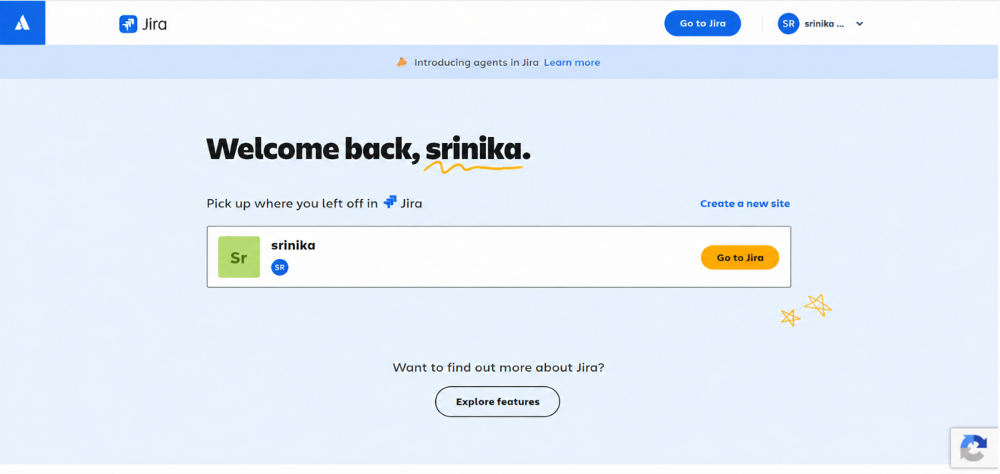 Jira
Go to Jira
SR srinika ...
Introducing agents in Jira Learn more
Welcome back, srinika.
Pick up where you left off in Jira
Create a new site
Sr
srinika
SR
Go to Jira
Want to find out more about Jira?
Explore features